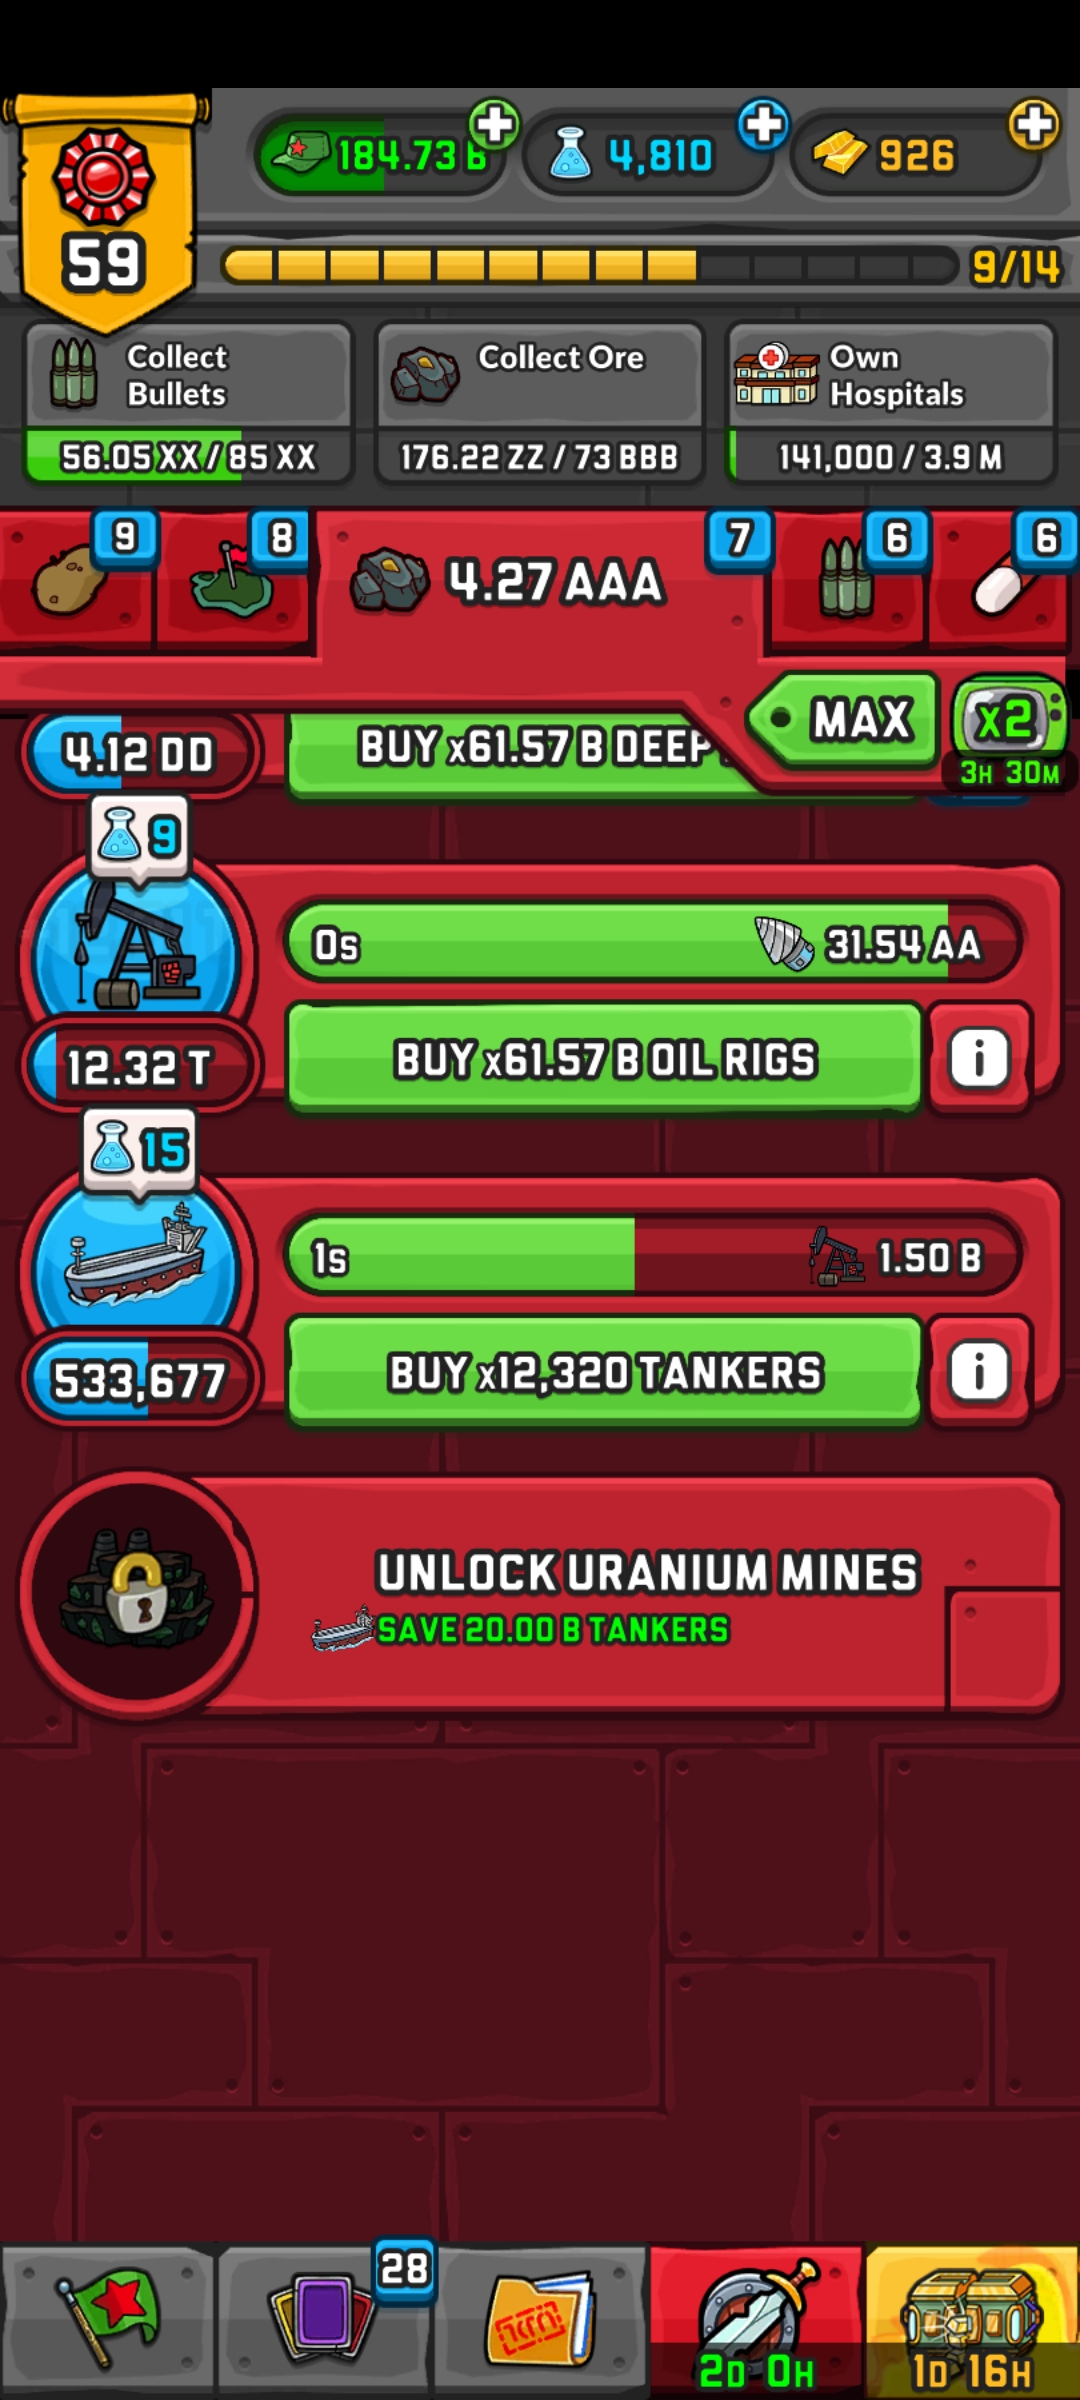 184.73 B
4,810
926
59
9/14
Collect
Bullets
56.05 XX / 85 XX
Collect Ore
176.22 ZZ / 73 BBB
Own
Hospitals
141,000 / 3.9 M
9
8
4.27 AAA
7
6
6
MAX
x2
3H 30M
4.12 DD
BUY x61.57 B DEEP
9
0s
31.54 AA
12.32 T
BUY x61.57 B OIL RIGS
i
15
1s
1.50 B
533,677
BUY x12,320 TANKERS
i
UNLOCK URANIUM MINES
SAVE 20.00 B TANKERS
28
2D 0H
1D 16H